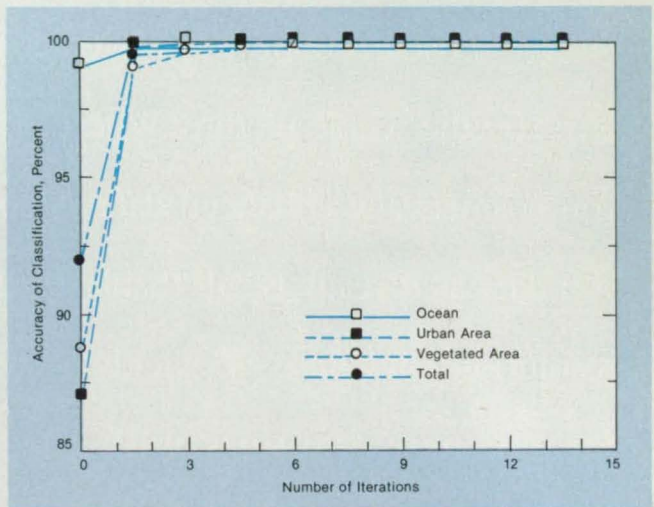 100
95
90
85
Accuracy of Classification, Percent
Ocean
Urban Area
Vegetated Area
Total
0 3 6 9 12 15
Number of Iterations